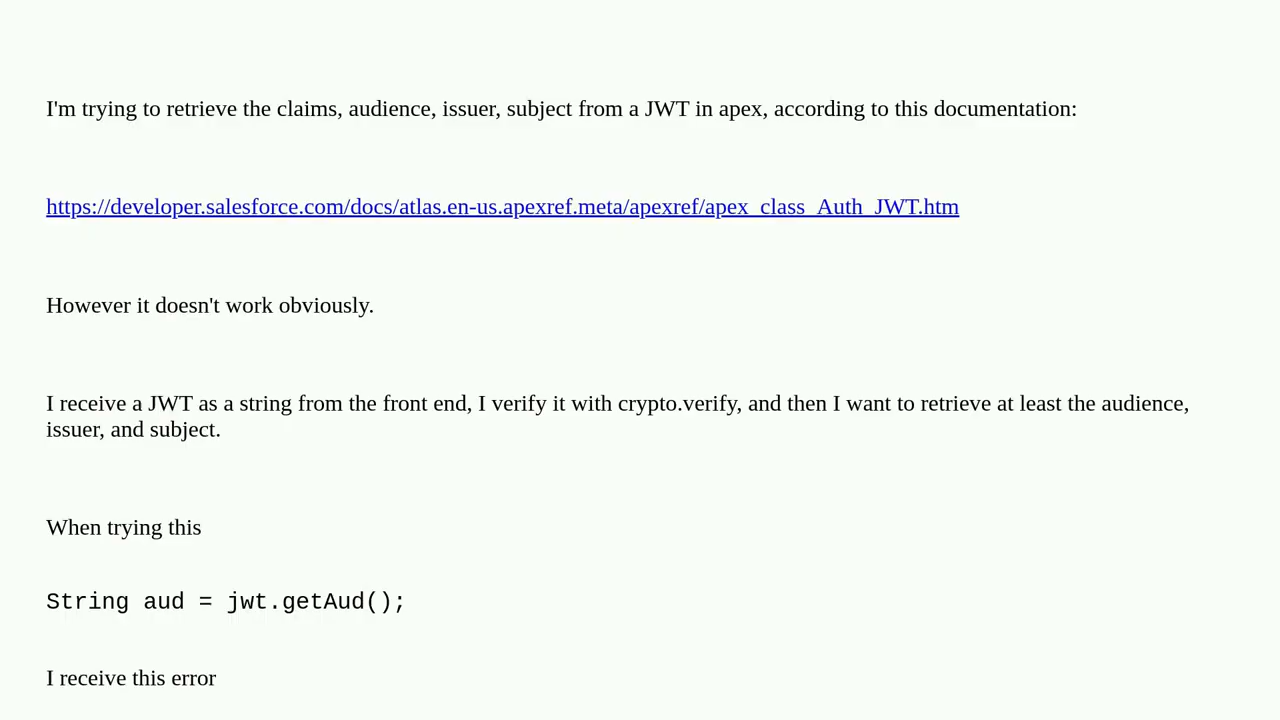 I'm trying to retrieve the claims, audience, issuer, subject from a JWT in apex, according to this documentation:
https://developer.salesforce.com/docs/atlas.en-us.apexref.meta/apexref/apex_class_Auth_JWT.htm
However it doesn't work obviously.
I receive a JWT as a string from the front end, I verify it with crypto.verify, and then I want to retrieve at least the audience,
issuer, and subject.
When trying this
String aud = jwt.getAud();
I receive this error